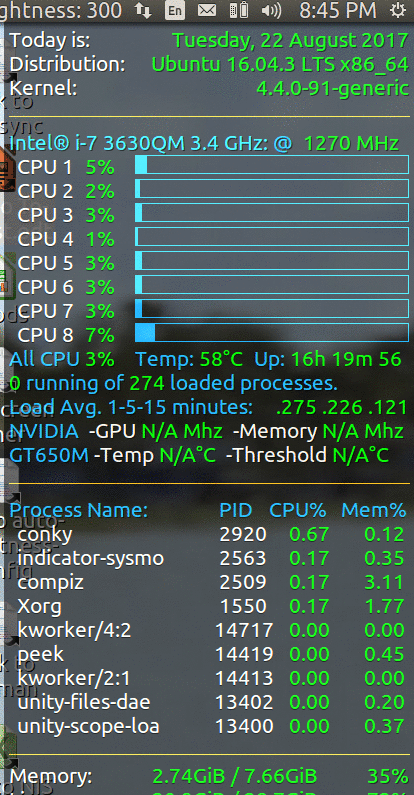 ghtness: 300 En 8:45 PM
Today is: Tuesday, 22 August 2017
Distribution: Ubuntu 16.04.3 LTS x86_64
Kernel: 4.4.0-91-generic
Intel® i-7 3630QM 3.4 GHz: @ 1270 MHz
CPU 1 5%
CPU 2 2%
CPU 3 3%
CPU 4 1%
CPU 5 3%
CPU 6 3%
CPU 7 3%
CPU 8 7%
All CPU 3% Temp: 58°C Up: 16h 19m 56
0 running of 274 loaded processes.
Load Avg. 1-5-15 minutes: .275 .226 .121
NVIDIA -GPU N/A Mhz -Memory N/A Mhz
GT650M -Temp N/A°C -Threshold N/A°C
Process Name: PID CPU% Mem%
conky 2920 0.67 0.12
indicator-sysmo 2563 0.17 0.35
compiz 2509 0.17 3.11
Xorg 1550 0.17 1.77
kworker/4:2 14717 0.00 0.00
peek 14419 0.00 0.45
kworker/2:1 14413 0.00 0.00
unity-files-dae 13402 0.00 0.20
unity-scope-loa 13400 0.00 0.37
Memory: 2.74GiB / 7.66GiB 35%